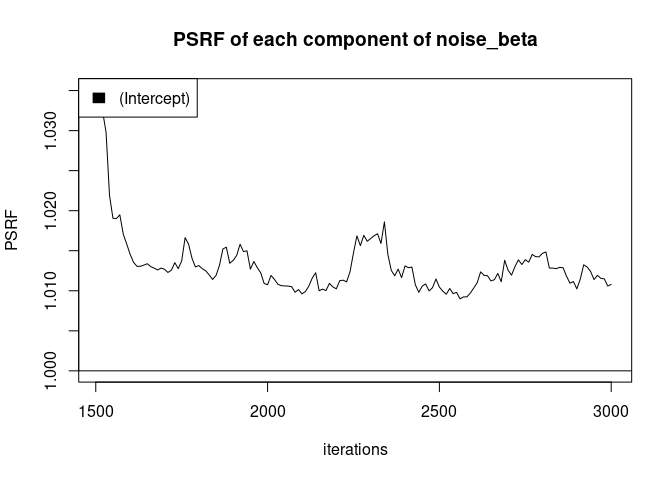 PSRF of each component of noise_beta
(Intercept)
PSRF
1.030
1.020
1.010
1.000
1500 2000 2500 3000
iterations